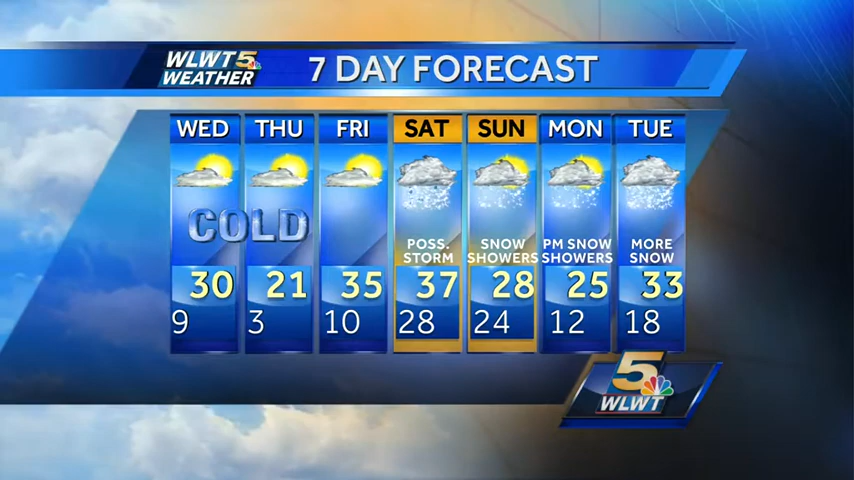 WLWT 5
WEATHER
7 DAY FORECAST
WED THU FRI SAT SUN MON TUE
COLD
POSS. STORM
SNOW SHOWERS
PM SNOW SHOWERS
MORE SNOW
30 21 35 37 28 25 33
9 3 10 28 24 12 18
5
WLWT